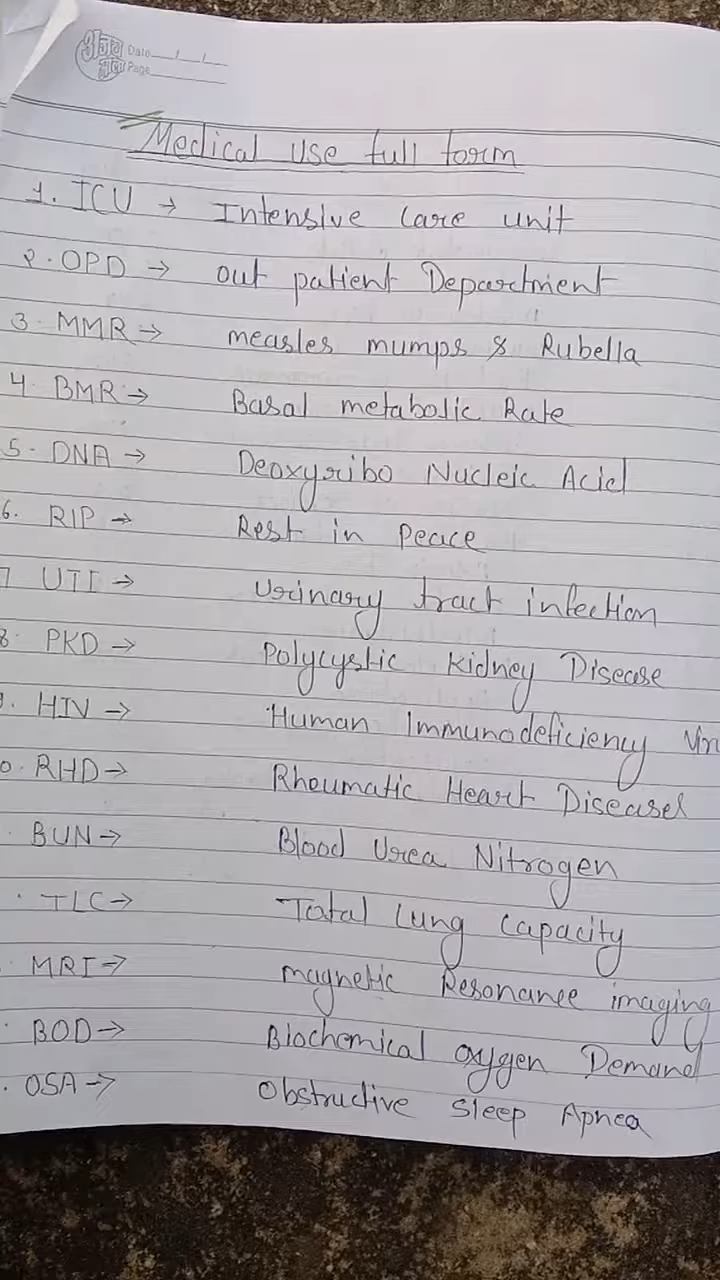 Date
Page
Medical use full form
1. ICU → Intensive Care unit
2. OPD → out patient Department
3. MMR → measles mumps & Rubella
4. BMR → Basal metabolic Rate
5. DNA → Deoxyribo Nucleic Acid
6. RIP → Rest in peace
7 UTI → Urinary tract infection
8. PKD → Polycystic kidney Disease
9. HIV → Human Immunodeficiency
0. RHD → Rheumatic Heart Diseases
. BUN → Blood Urea Nitrogen
. TLC → Total Lung capacity
. MRI → magnetic Resonance imaging
. BOD → Biochemical oxygen Demand
. OSA → Obstructive sleep Apnea